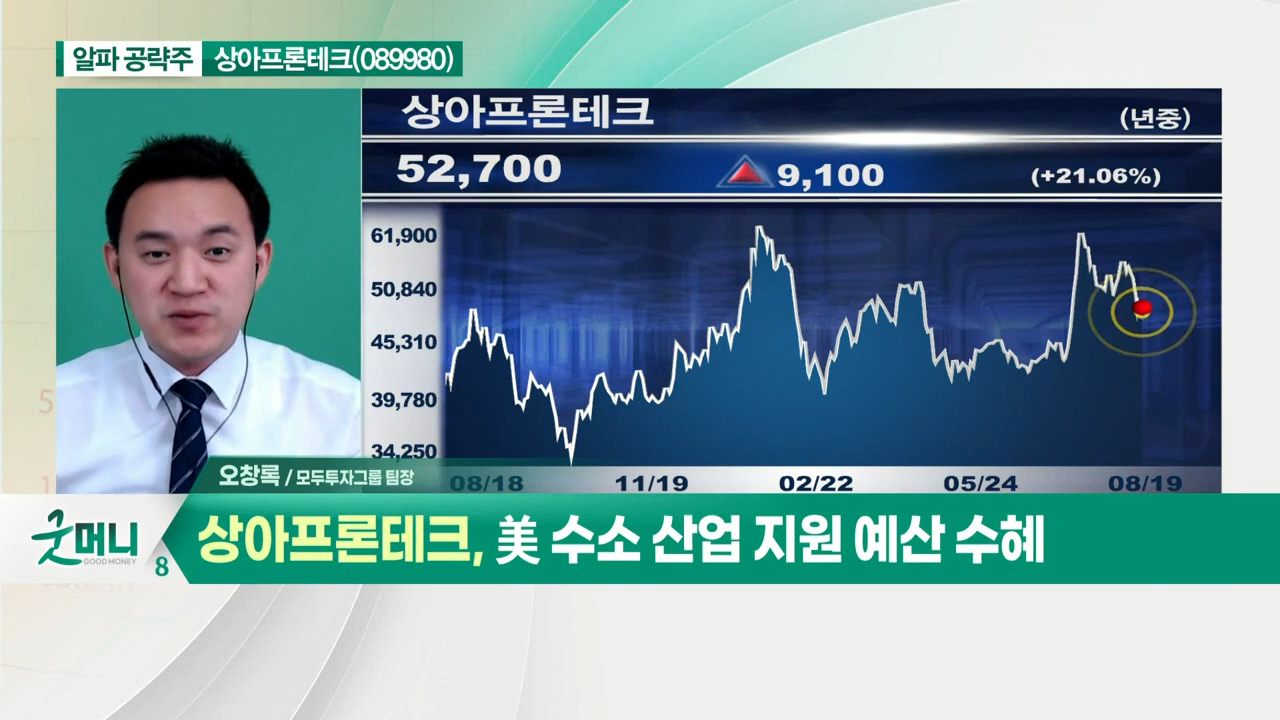 알파 공략주 상아프론테크(089980)
상아프론테크 (년중)
52,700 9,100 (+21.06%)
61,900
50,840
45,310
39,780
34,250
08/18 11/19 02/22 05/24 08/19
오창록 / 모두투자그룹 팀장
굿머니
GOOD MONEY
8
상아프론테크, 美 수소 산업 지원 예산 수혜